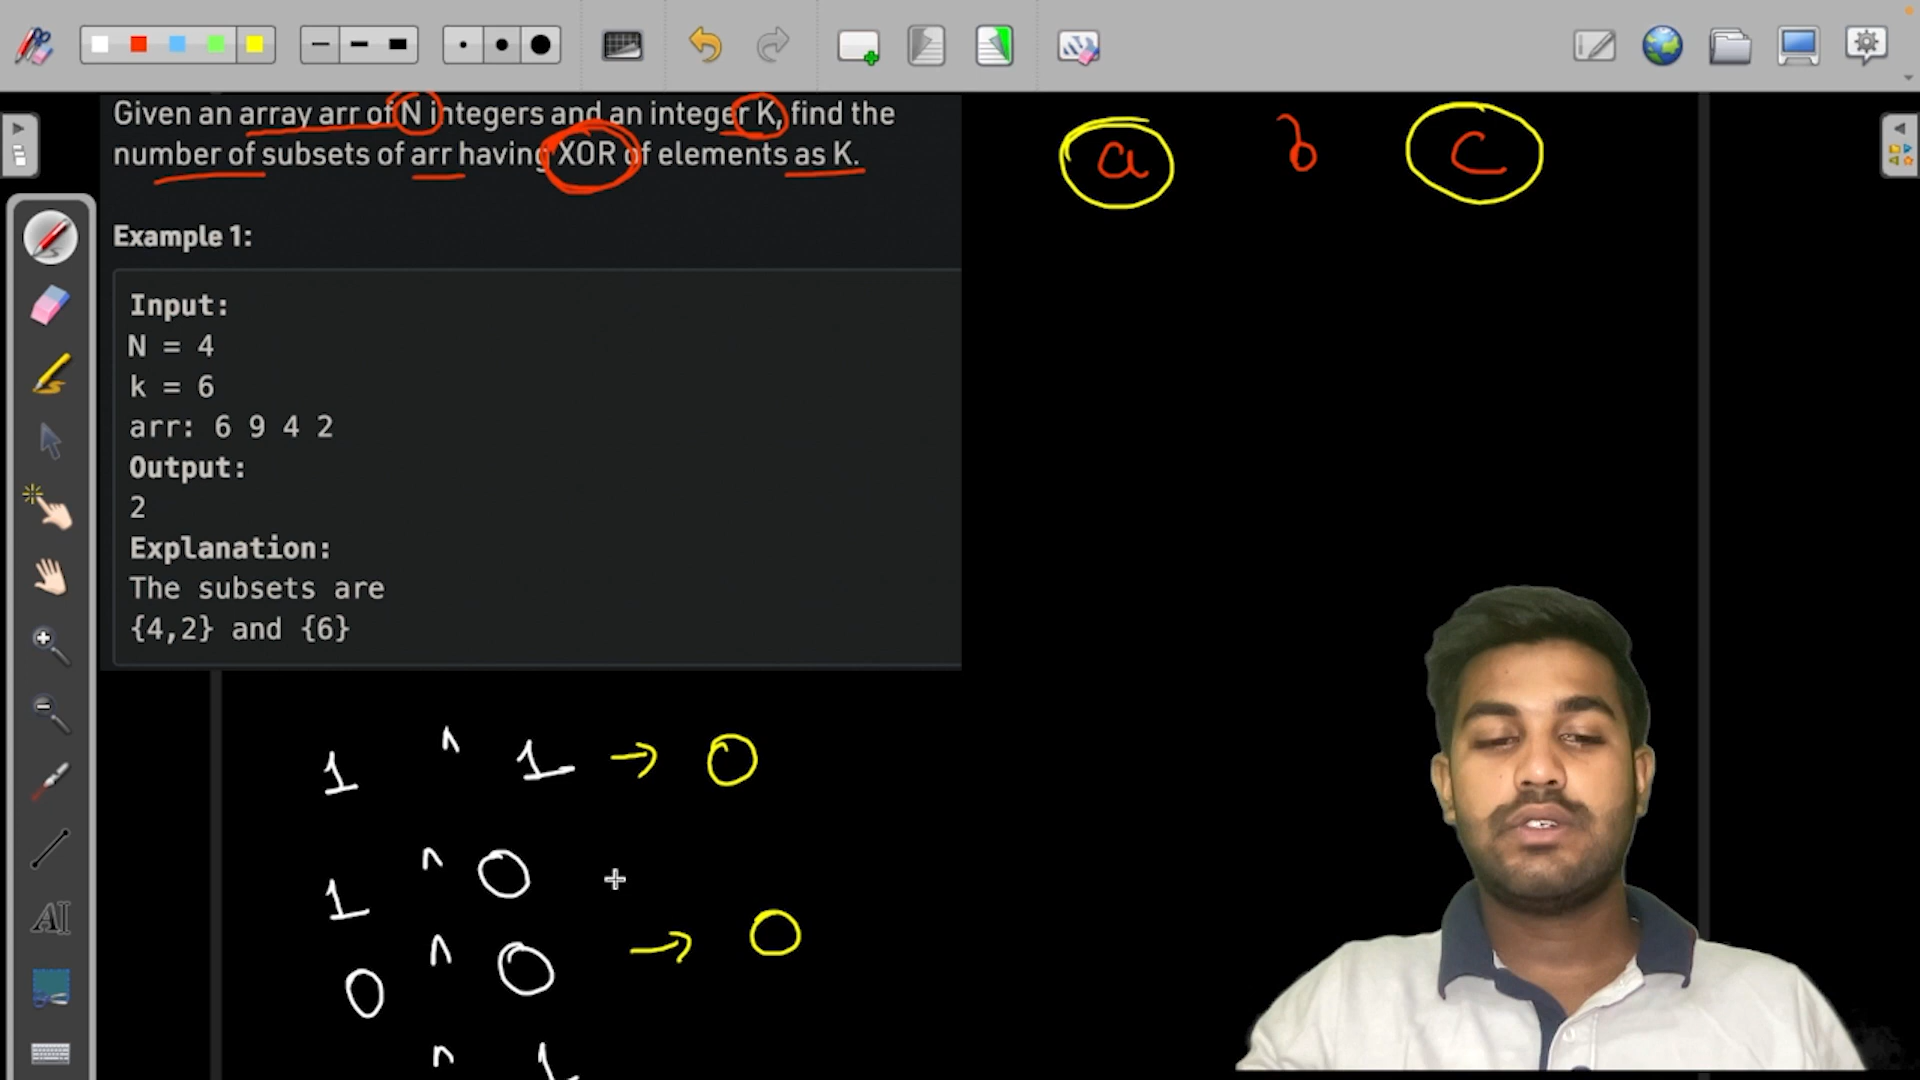 Given an array arr of N integers and an integer K, find the
number of subsets of arr having XOR of elements as K.
a b c
Example 1:
Input:
N = 4
k = 6
arr: 6 9 4 2
Output:
2
Explanation:
The subsets are
{4,2} and {6}
1 ^ 1 → 0
1 ^ 0
0 ^ 0 → 0
^ 1
AI